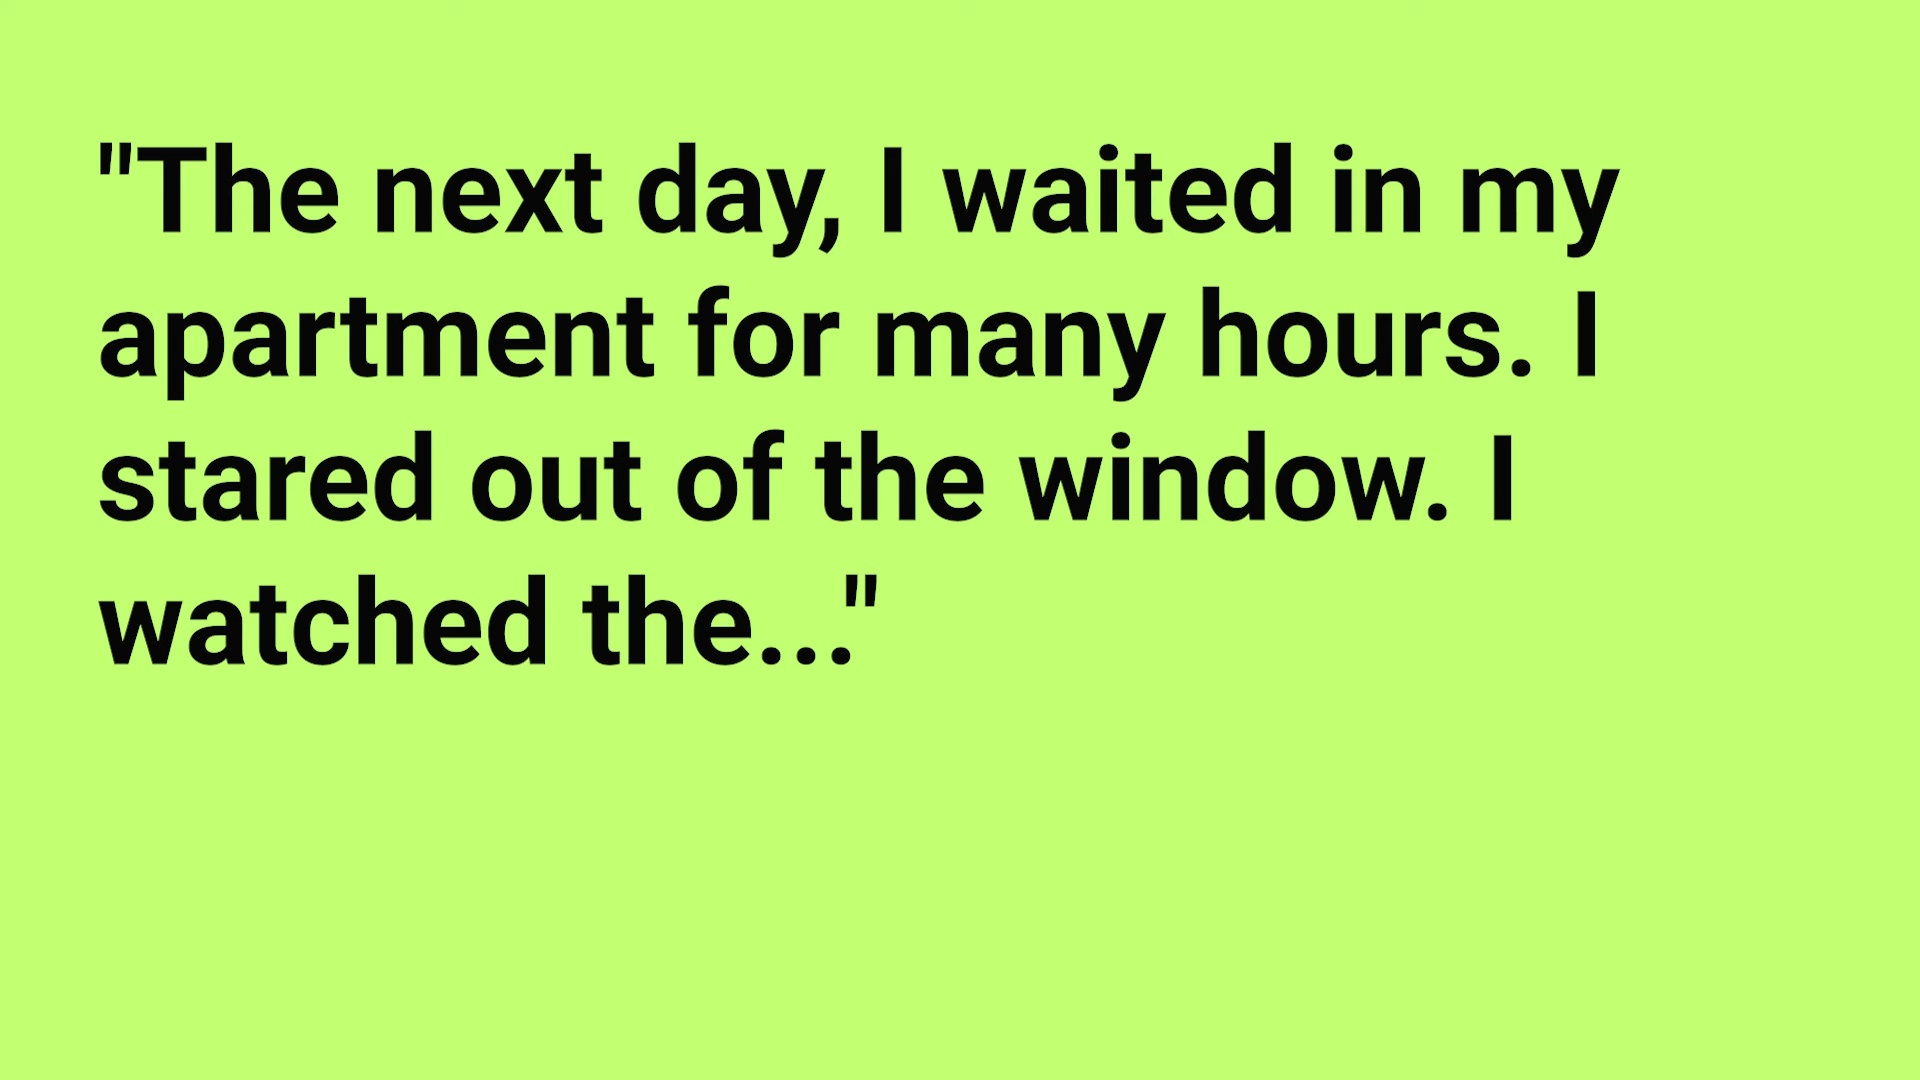 "The next day, I waited in my
apartment for many hours. I
stared out of the window. I
watched the..."